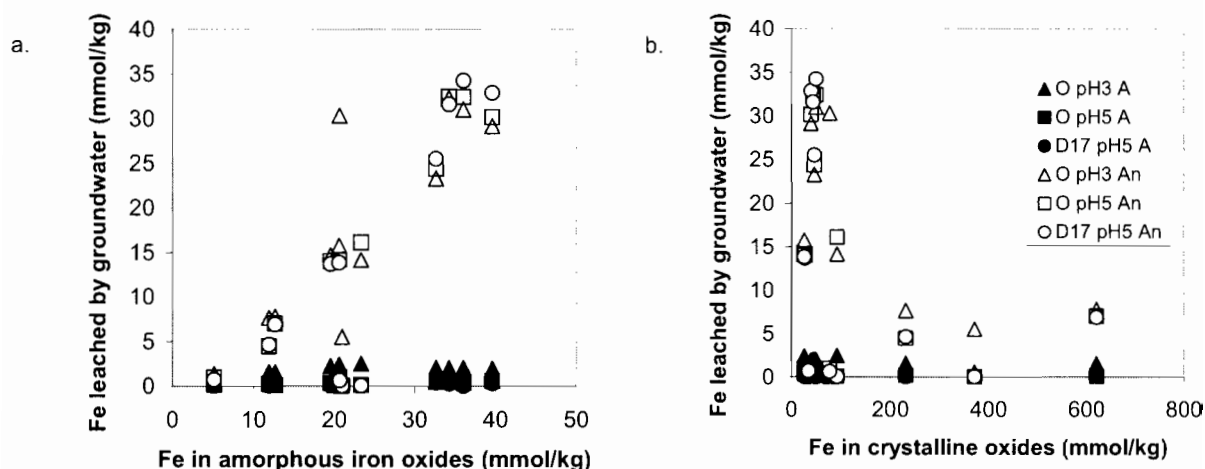 a.
Fe leached by groundwater (mmol/kg)
40
35
30
25
20
15
10
5
0
0 10 20 30 40 50
Fe in amorphous iron oxides (mmol/kg)
b.
Fe leached by groundwater (mmol/kg)
40
35
30
25
20
15
10
5
0
0 200 400 600 800
Fe in crystalline oxides (mmol/kg)
▲ O pH3 A
■ O pH5 A
● D17 pH5 A
△ O pH3 An
□ O pH5 An
○ D17 pH5 An